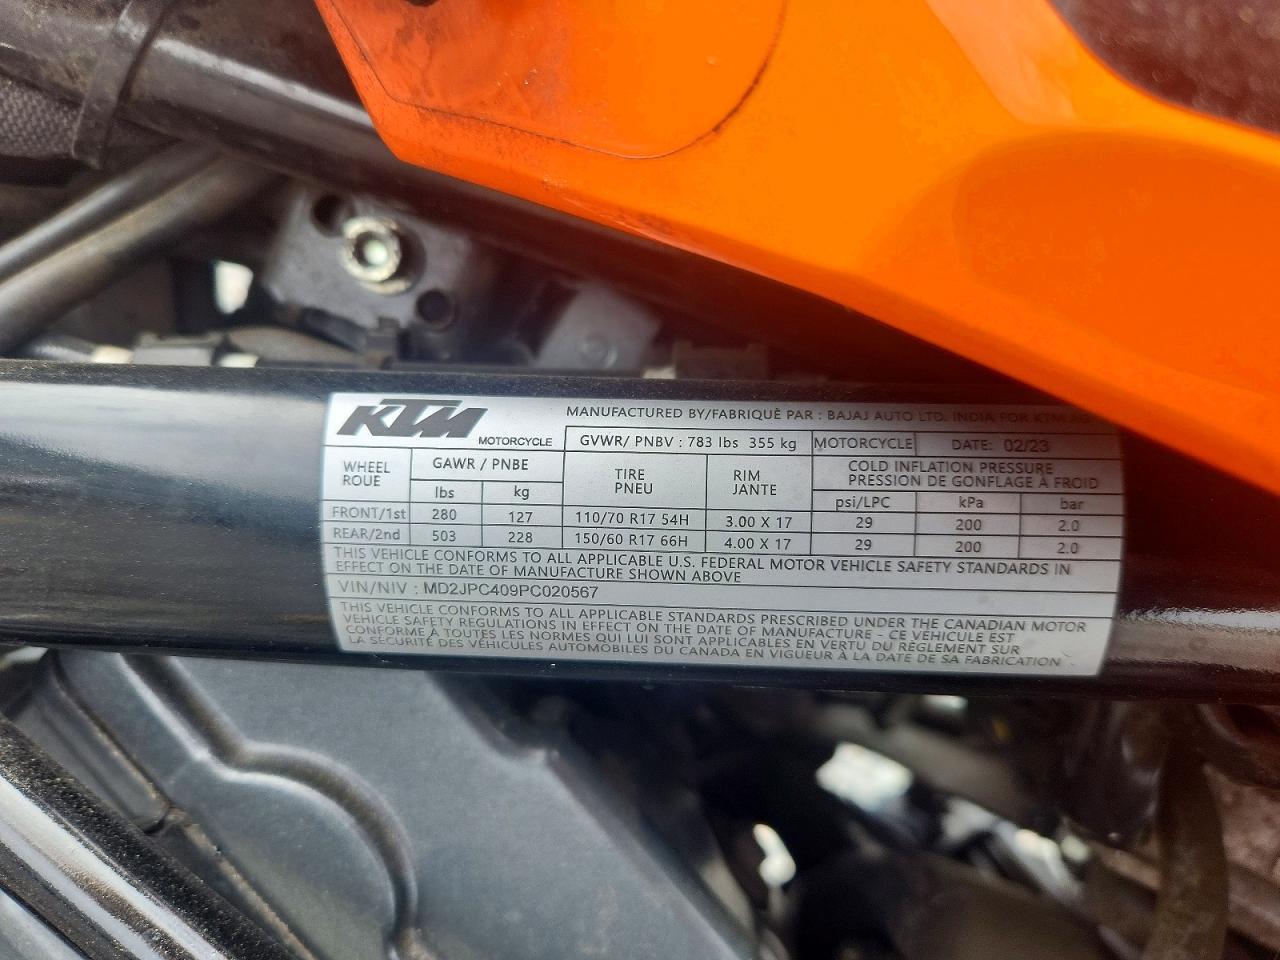 KTM MANUFACTURED BY/FABRIQUÈ PAR : BAJAJ AUTO LTD. INDIA FOR KTM AG
MOTORCYCLE GVWR/ PNBV : 783 lbs 355 kg MOTORCYCLE DATE: 02/23
WHEEL ROUE GAWR / PNBE TIRE PNEU RIM JANTE COLD INFLATION PRESSURE
PRESSION DE GONFLAGE À FROID
lbs kg psi/LPC kPa bar
FRONT/1st 280 127 110/70 R17 54H 3.00 X 17 29 200 2.0
REAR/2nd 503 228 150/60 R17 66H 4.00 X 17 29 200 2.0
THIS VEHICLE CONFORMS TO ALL APPLICABLE U.S. FEDERAL MOTOR VEHICLE SAFETY STANDARDS IN
EFFECT ON THE DATE OF MANUFACTURE SHOWN ABOVE
VIN/NIV : MD2JPC409PC020567
THIS VEHICLE CONFORMS TO ALL APPLICABLE STANDARDS PRESCRIBED UNDER THE CANADIAN MOTOR
VEHICLE SAFETY REGULATIONS IN EFFECT ON THE DATE OF MANUFACTURE - CE VÉHICULE EST
CONFORME À TOUTES LES NORMES QUI LUI SONT APPLICABLES EN VERTU DU RÈGLEMENT SUR
LA SÉCURITÉ DES VÉHICULES AUTOMOBILES DU CANADA EN VIGUEUR À LA DATE DE SA FABRICATION